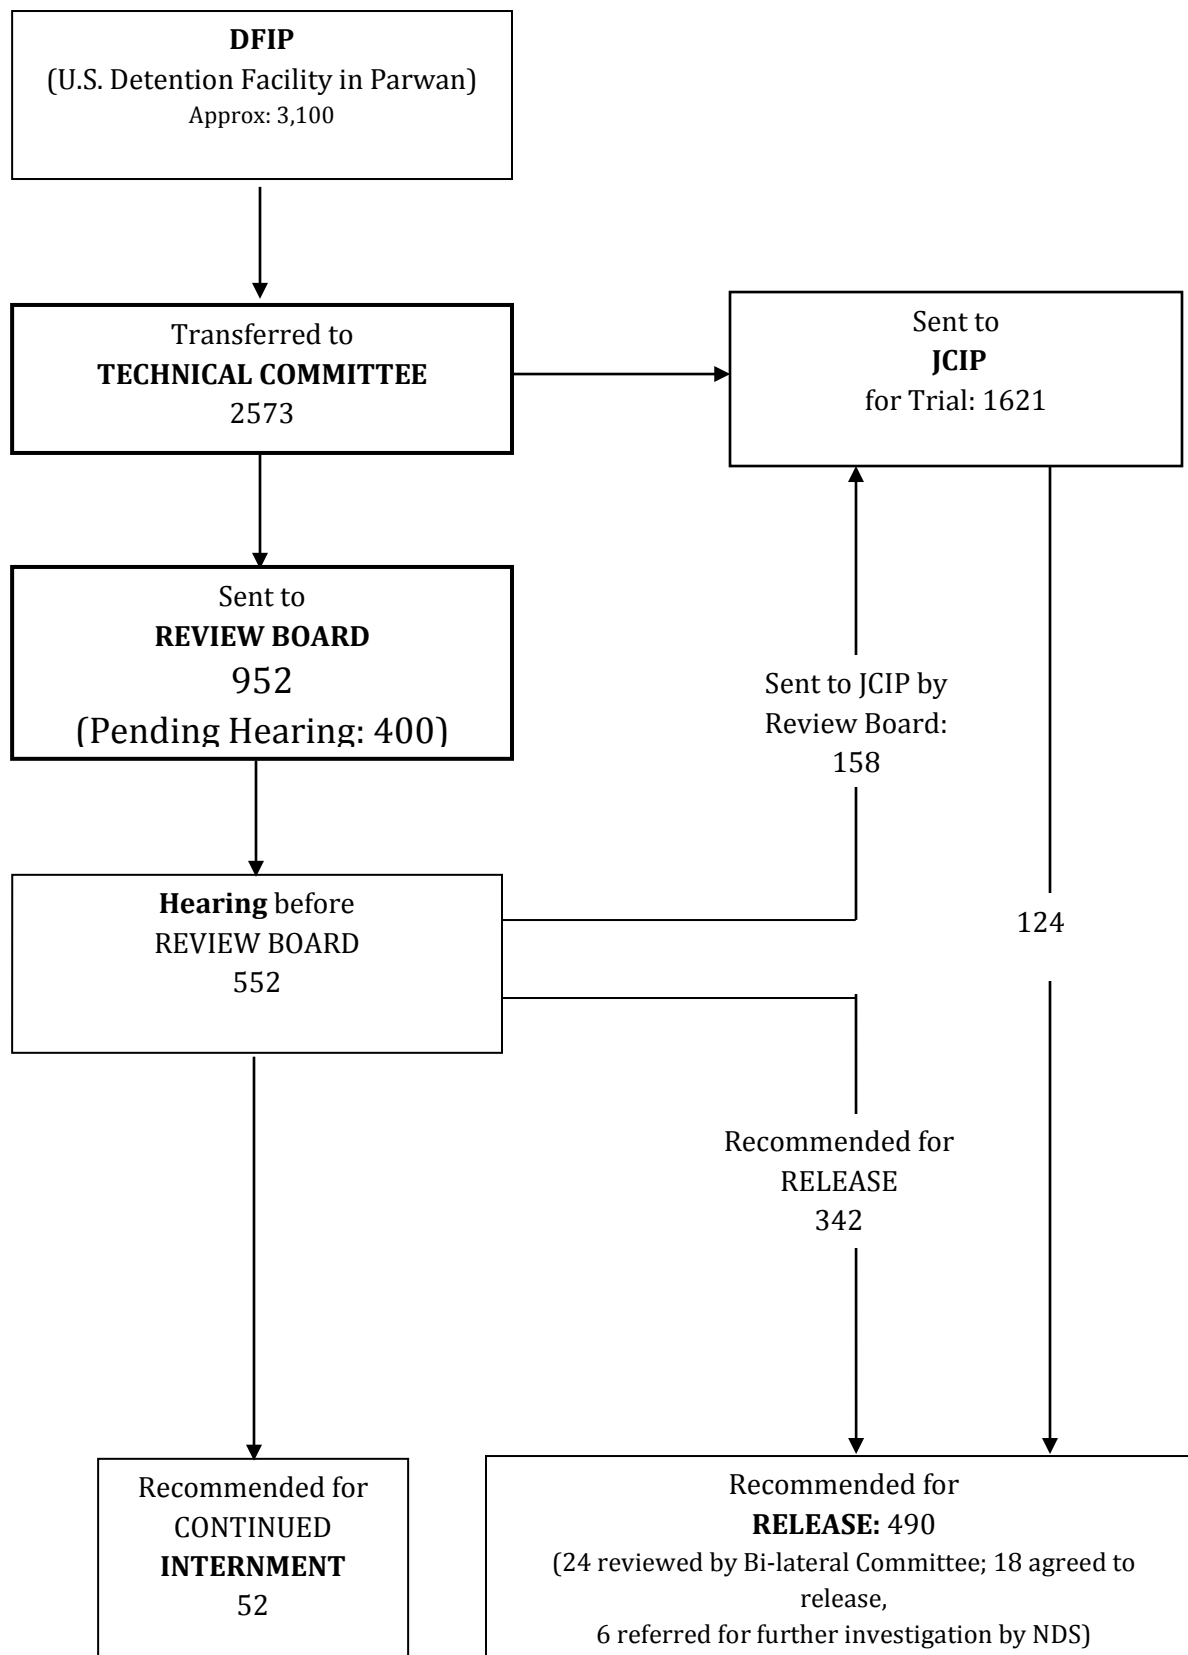 DFIP
(U.S. Detention Facility in Parwan)
Approx: 3,100
Transferred to
TECHNICAL COMMITTEE
2573
Sent to
JCIP
for Trial: 1621
Sent to
REVIEW BOARD
952
(Pending Hearing: 400)
Sent to JCIP by
Review Board:
158
Hearing before
REVIEW BOARD
552
124
Recommended for
RELEASE
342
Recommended for
CONTINUED
INTERNMENT
52
Recommended for
RELEASE: 490
(24 reviewed by Bi-lateral Committee; 18 agreed to
release,
6 referred for further investigation by NDS)